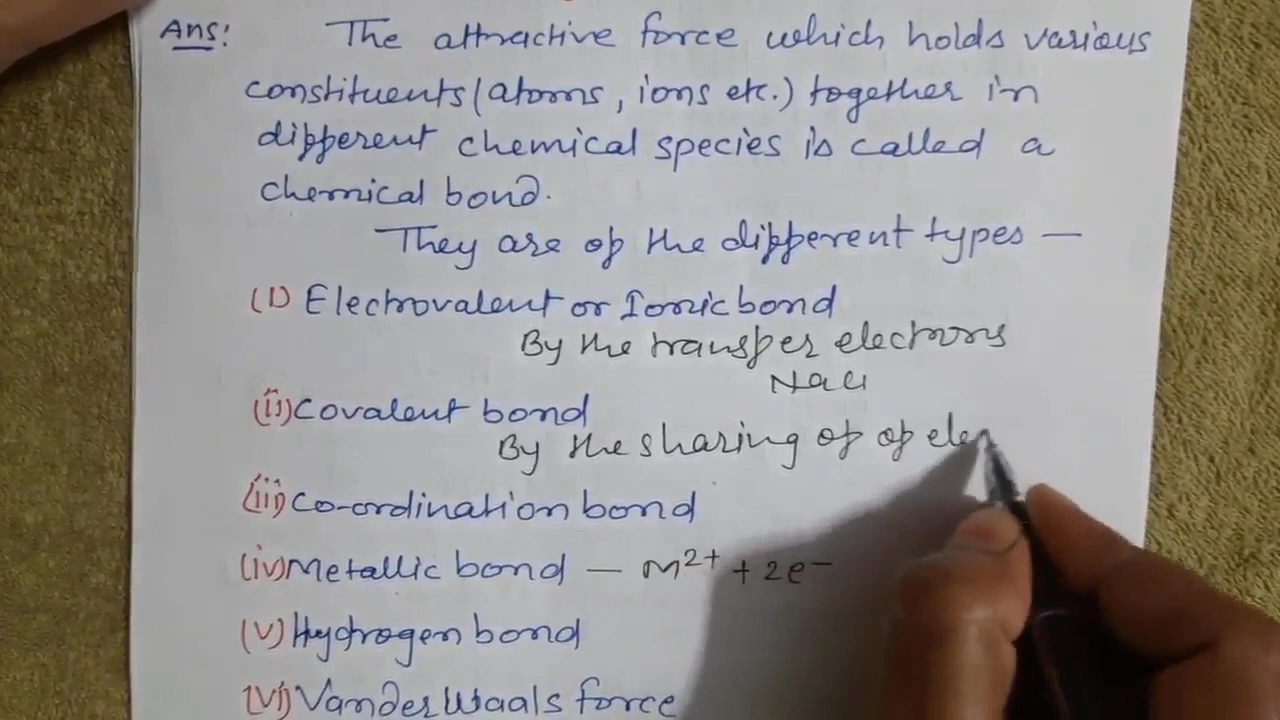 Ans: The attractive force which holds various
constituents (atoms, ions etc.) together in
different chemical species is called a
chemical bond.
They are of the different types —
(i) Electrovalent or Ionic bond
By the transfer electrons
NaCl
(ii) Covalent bond
By the sharing of of ele
(iii) Co-ordination bond
(iv) Metallic bond — M²⁺ + 2e⁻
(v) Hydrogen bond
(vi) Vander Waals force